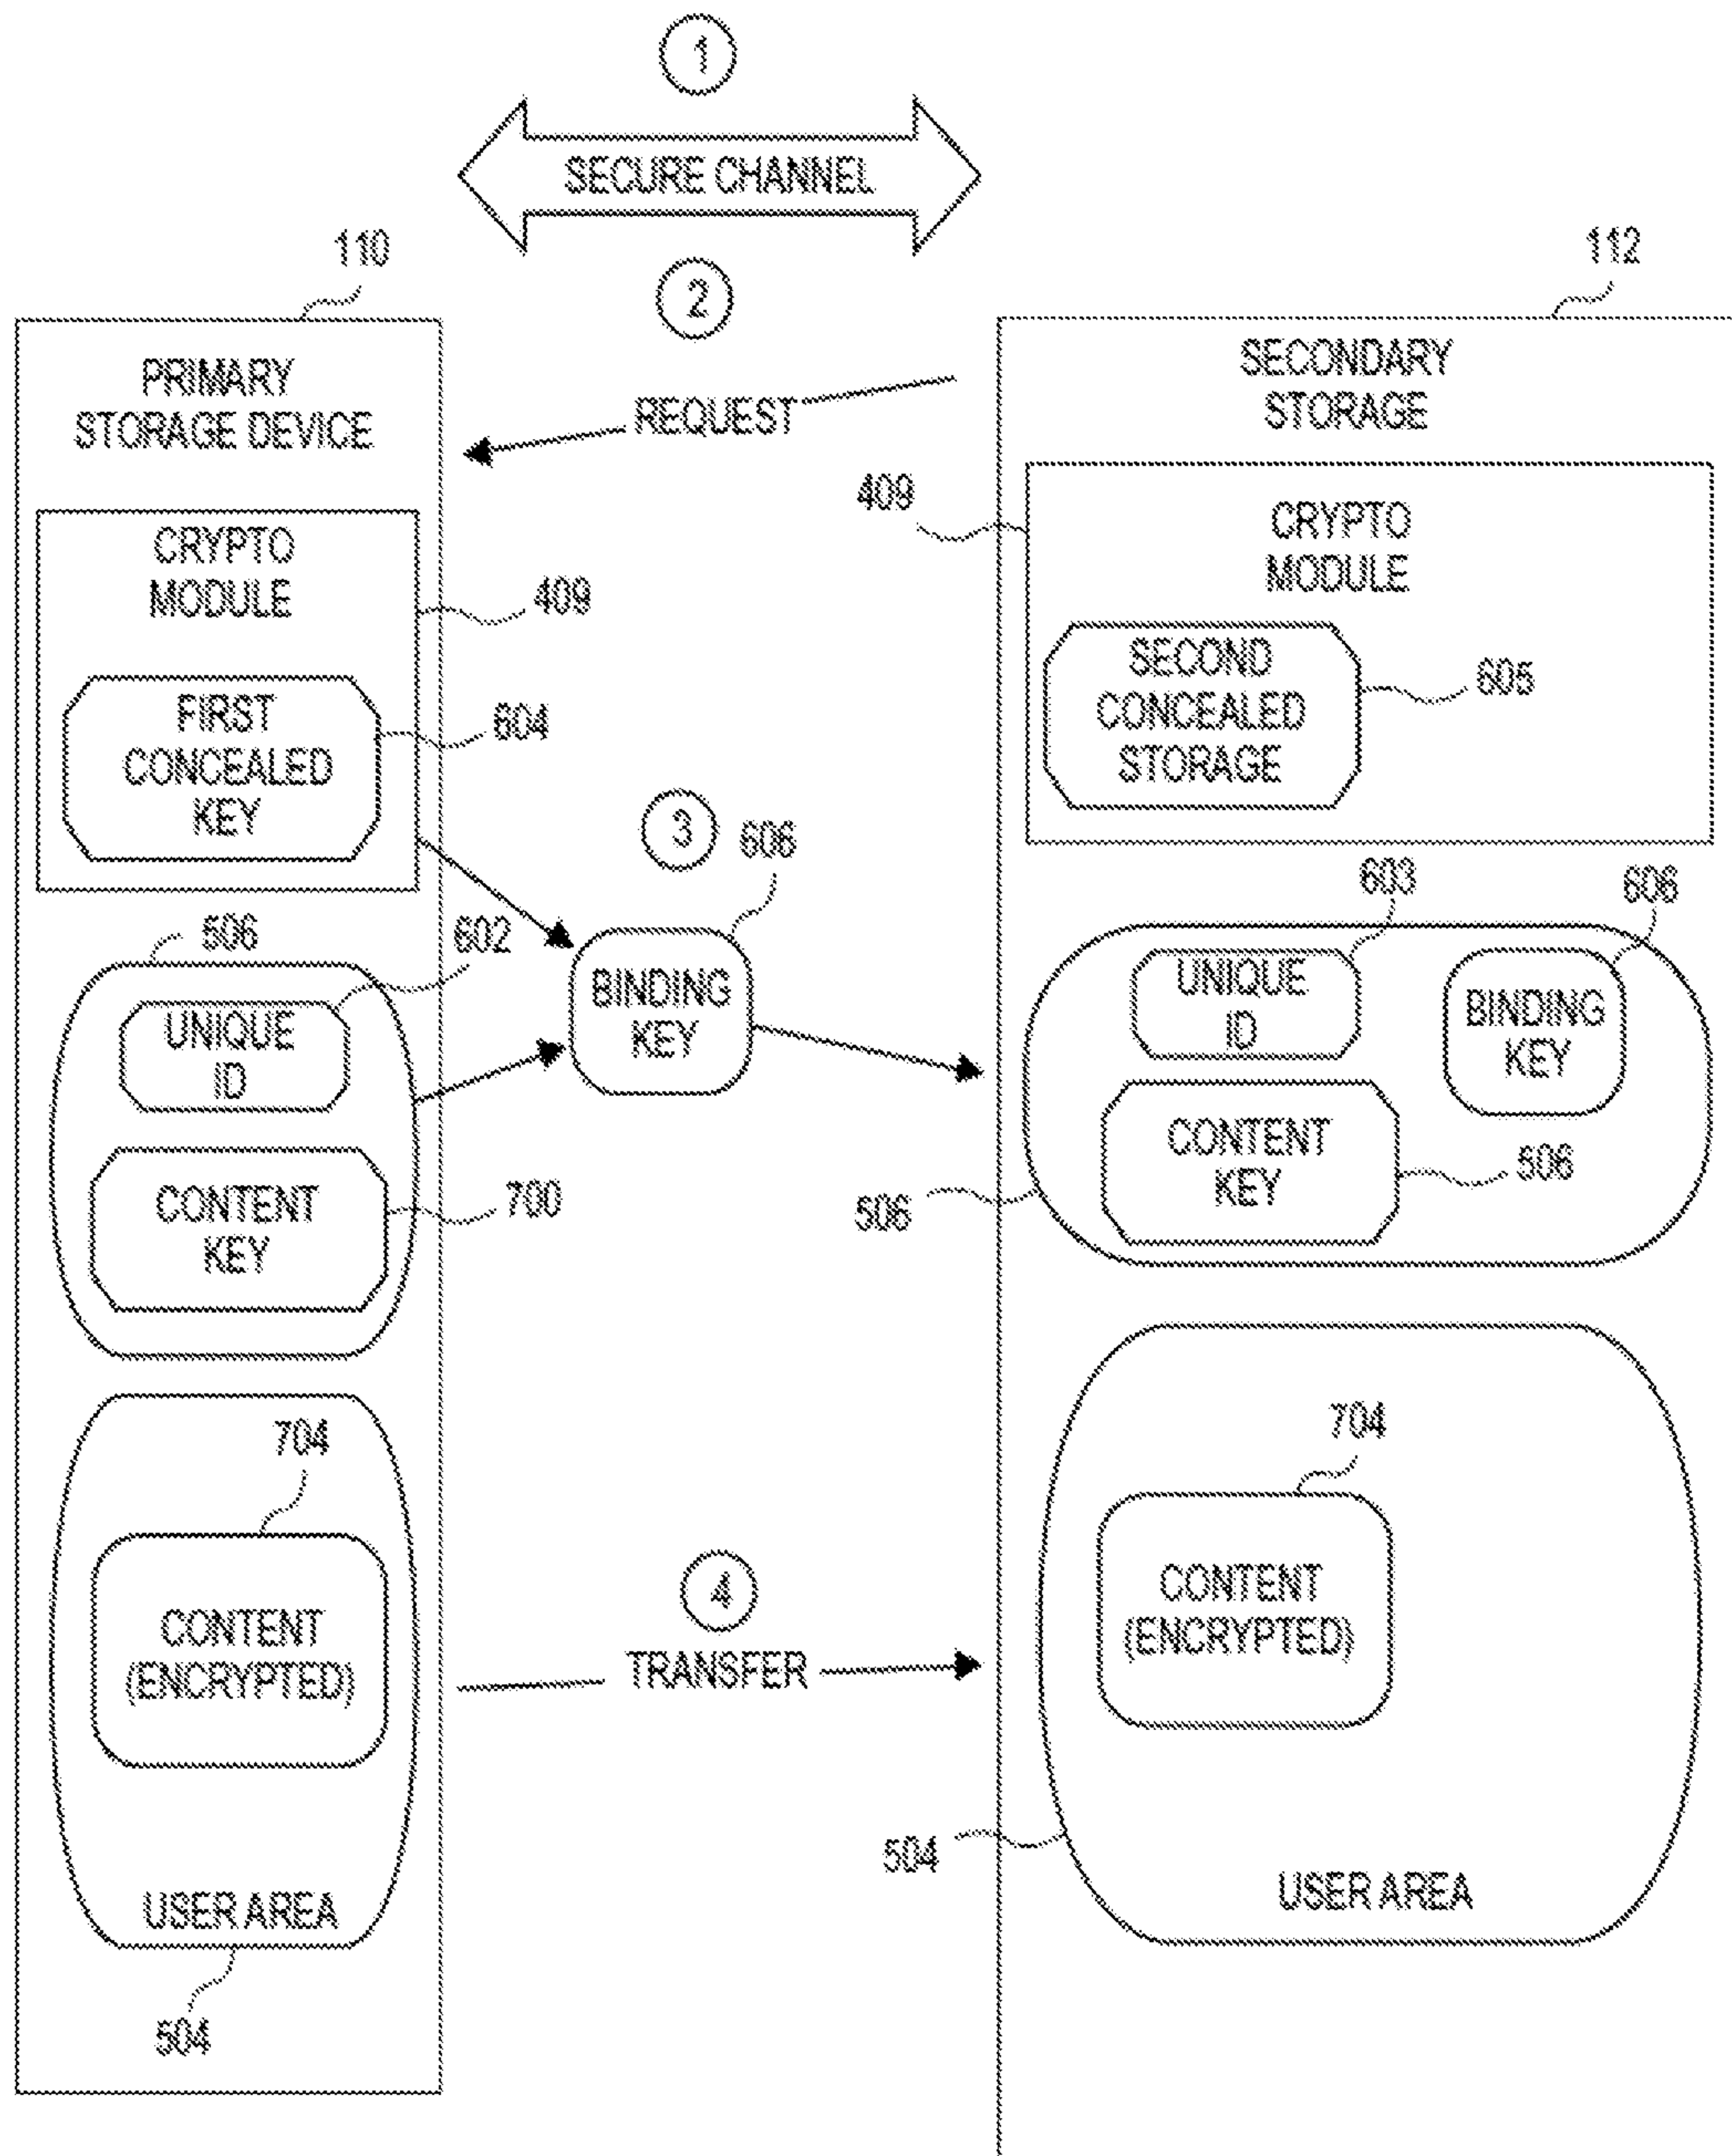 1
SECURE CHANNEL
2
110
112
PRIMARY
STORAGE DEVICE
REQUEST
SECONDARY
STORAGE
CRYPTO
MODULE
409
FIRST
CONCEALED
KEY
604
409
CRYPTO
MODULE
SECOND
CONCEALED
STORAGE
605
3
606
BINDING
KEY
506
602
UNIQUE
ID
CONTENT
KEY
700
603
606
UNIQUE
ID
BINDING
KEY
CONTENT
KEY
506
506
704
CONTENT
(ENCRYPTED)
USER AREA
504
4
TRANSFER
704
CONTENT
(ENCRYPTED)
504
USER AREA